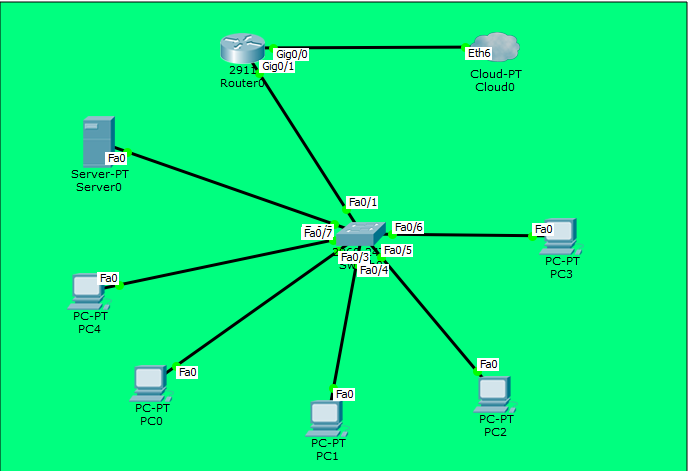 Gig0/0
Eth6
2911
Gig0/1
Router0
Cloud-PT
Cloud0
Fa0
Server-PT
Server0
Fa0/1
Fa0/7
Fa0/6
Fa0
Fa0/5
Fa0/3
Fa0/4
PC-PT
PC3
Fa0
PC-PT
PC4
Fa0
PC-PT
PC0
Fa0
PC-PT
PC1
Fa0
PC-PT
PC2